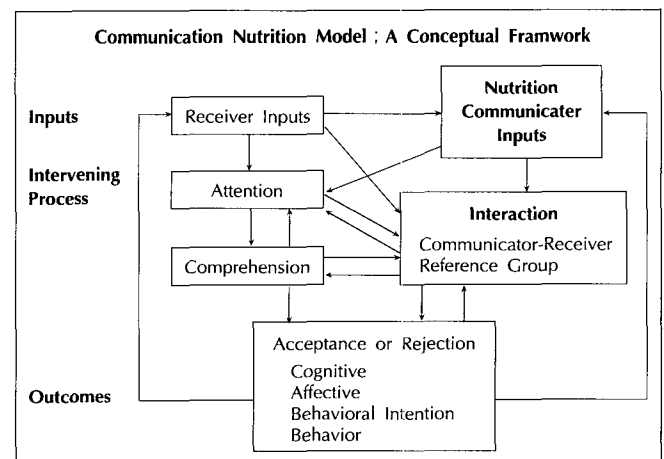 Communication Nutrition Model ; A Conceptual Framwork
Inputs
Receiver Inputs
Nutrition
Communicater
Inputs
Intervening
Process
Attention
Interaction
Communicator-Receiver
Reference Group
Comprehension
Acceptance or Rejection
Cognitive
Affective
Behavioral Intention
Behavior
Outcomes